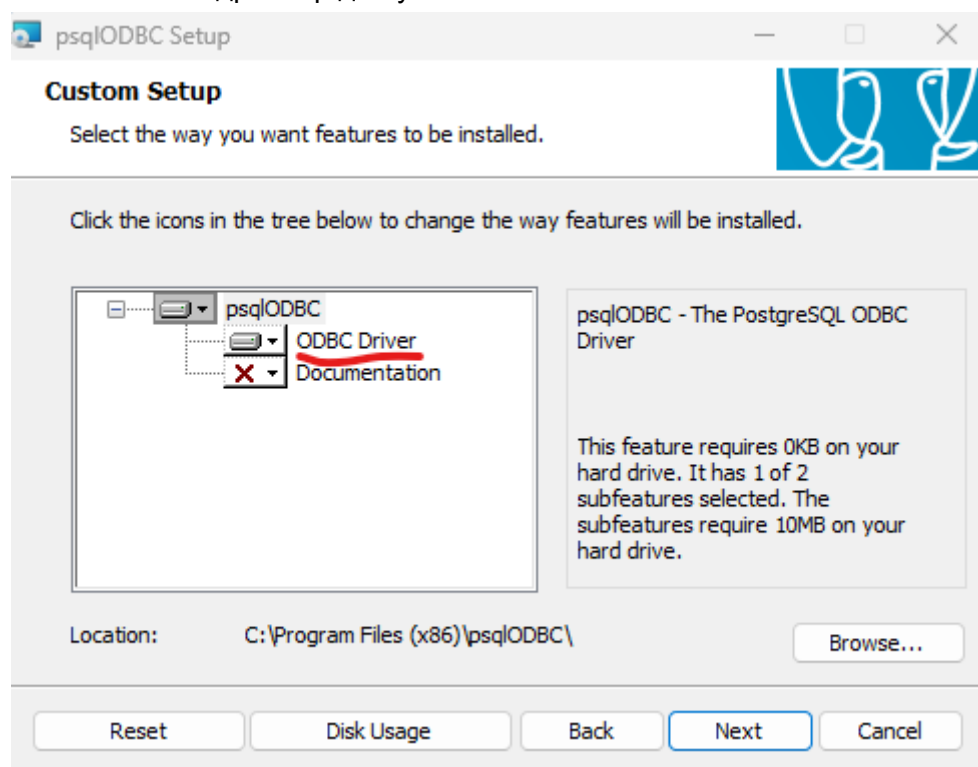 psqlODBC Setup
Custom Setup
Select the way you want features to be installed.
Click the icons in the tree below to change the way features will be installed.
psqlODBC
ODBC Driver
Documentation
psqlODBC - The PostgreSQL ODBC
Driver
This feature requires 0KB on your
hard drive. It has 1 of 2
subfeatures selected. The
subfeatures require 10MB on your
hard drive.
Location: C:\Program Files (x86)\psqlODBC\
Browse...
Reset Disk Usage Back Next Cancel